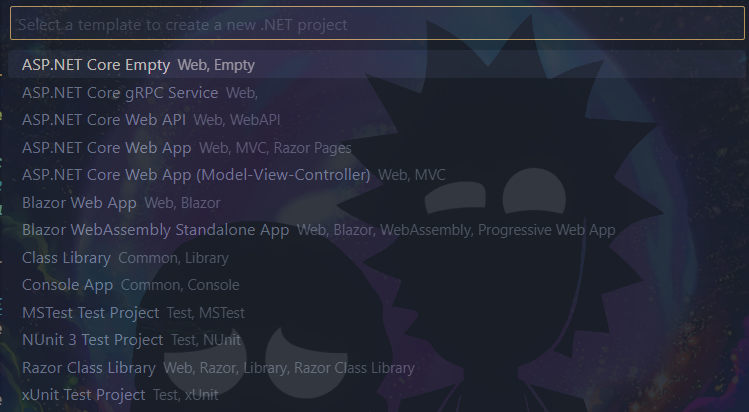 Select a template to create a new .NET project
ASP.NET Core Empty Web, Empty
ASP.NET Core gRPC Service Web,
ASP.NET Core Web API Web, WebAPI
ASP.NET Core Web App Web, MVC, Razor Pages
ASP.NET Core Web App (Model-View-Controller) Web, MVC
Blazor Web App Web, Blazor
Blazor WebAssembly Standalone App Web, Blazor, WebAssembly, Progressive Web App
Class Library Common, Library
Console App Common, Console
MSTest Test Project Test, MSTest
NUnit 3 Test Project Test, NUnit
Razor Class Library Web, Razor, Library, Razor Class Library
xUnit Test Project Test, xUnit